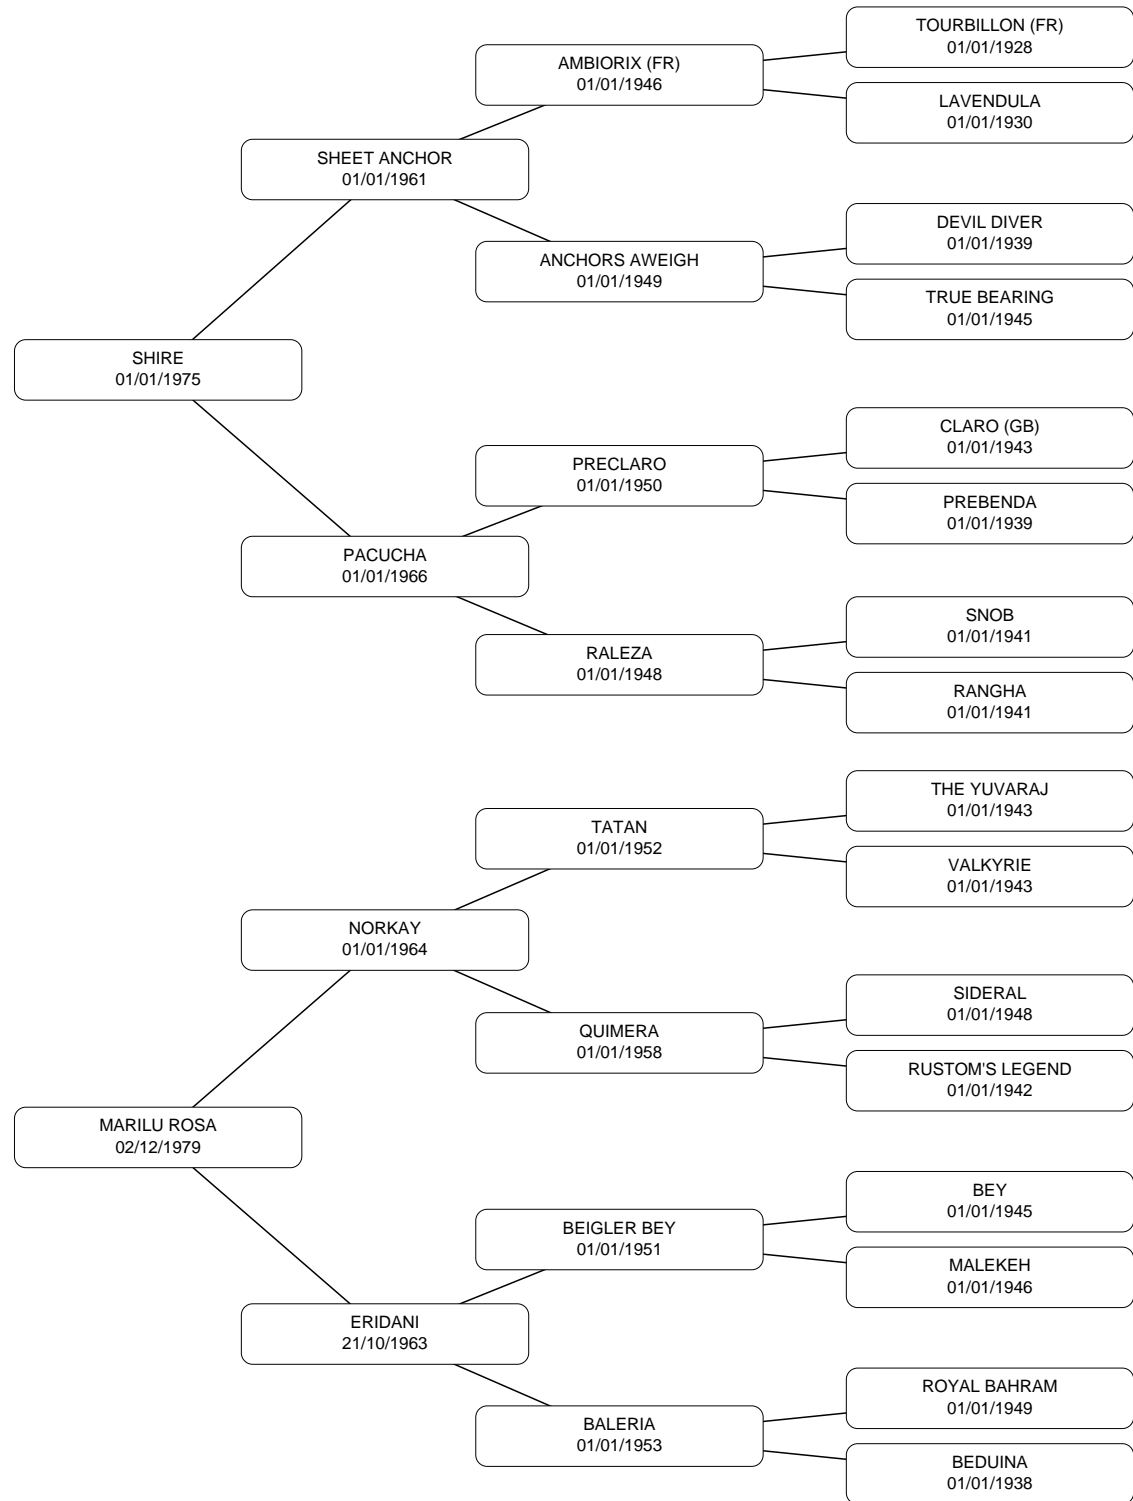 TOURBILLON (FR)
01/01/1928
AMBIORIX (FR)
01/01/1946
LAVENDULA
01/01/1930
SHEET ANCHOR
01/01/1961
DEVIL DIVER
01/01/1939
ANCHORS AWEIGH
01/01/1949
TRUE BEARING
01/01/1945
SHIRE
01/01/1975
CLARO (GB)
01/01/1943
PRECLARO
01/01/1950
PREBENDA
01/01/1939
PACUCHA
01/01/1966
SNOB
01/01/1941
RALEZA
01/01/1948
RANGHA
01/01/1941
THE YUVARAJ
01/01/1943
TATAN
01/01/1952
VALKYRIE
01/01/1943
NORKAY
01/01/1964
SIDERAL
01/01/1948
QUIMERA
01/01/1958
RUSTOM'S LEGEND
01/01/1942
MARILU ROSA
02/12/1979
BEY
01/01/1945
BEIGLER BEY
01/01/1951
MALEKEH
01/01/1946
ERIDANI
21/10/1963
ROYAL BAHRAM
01/01/1949
BALERIA
01/01/1953
BEDUINA
01/01/1938